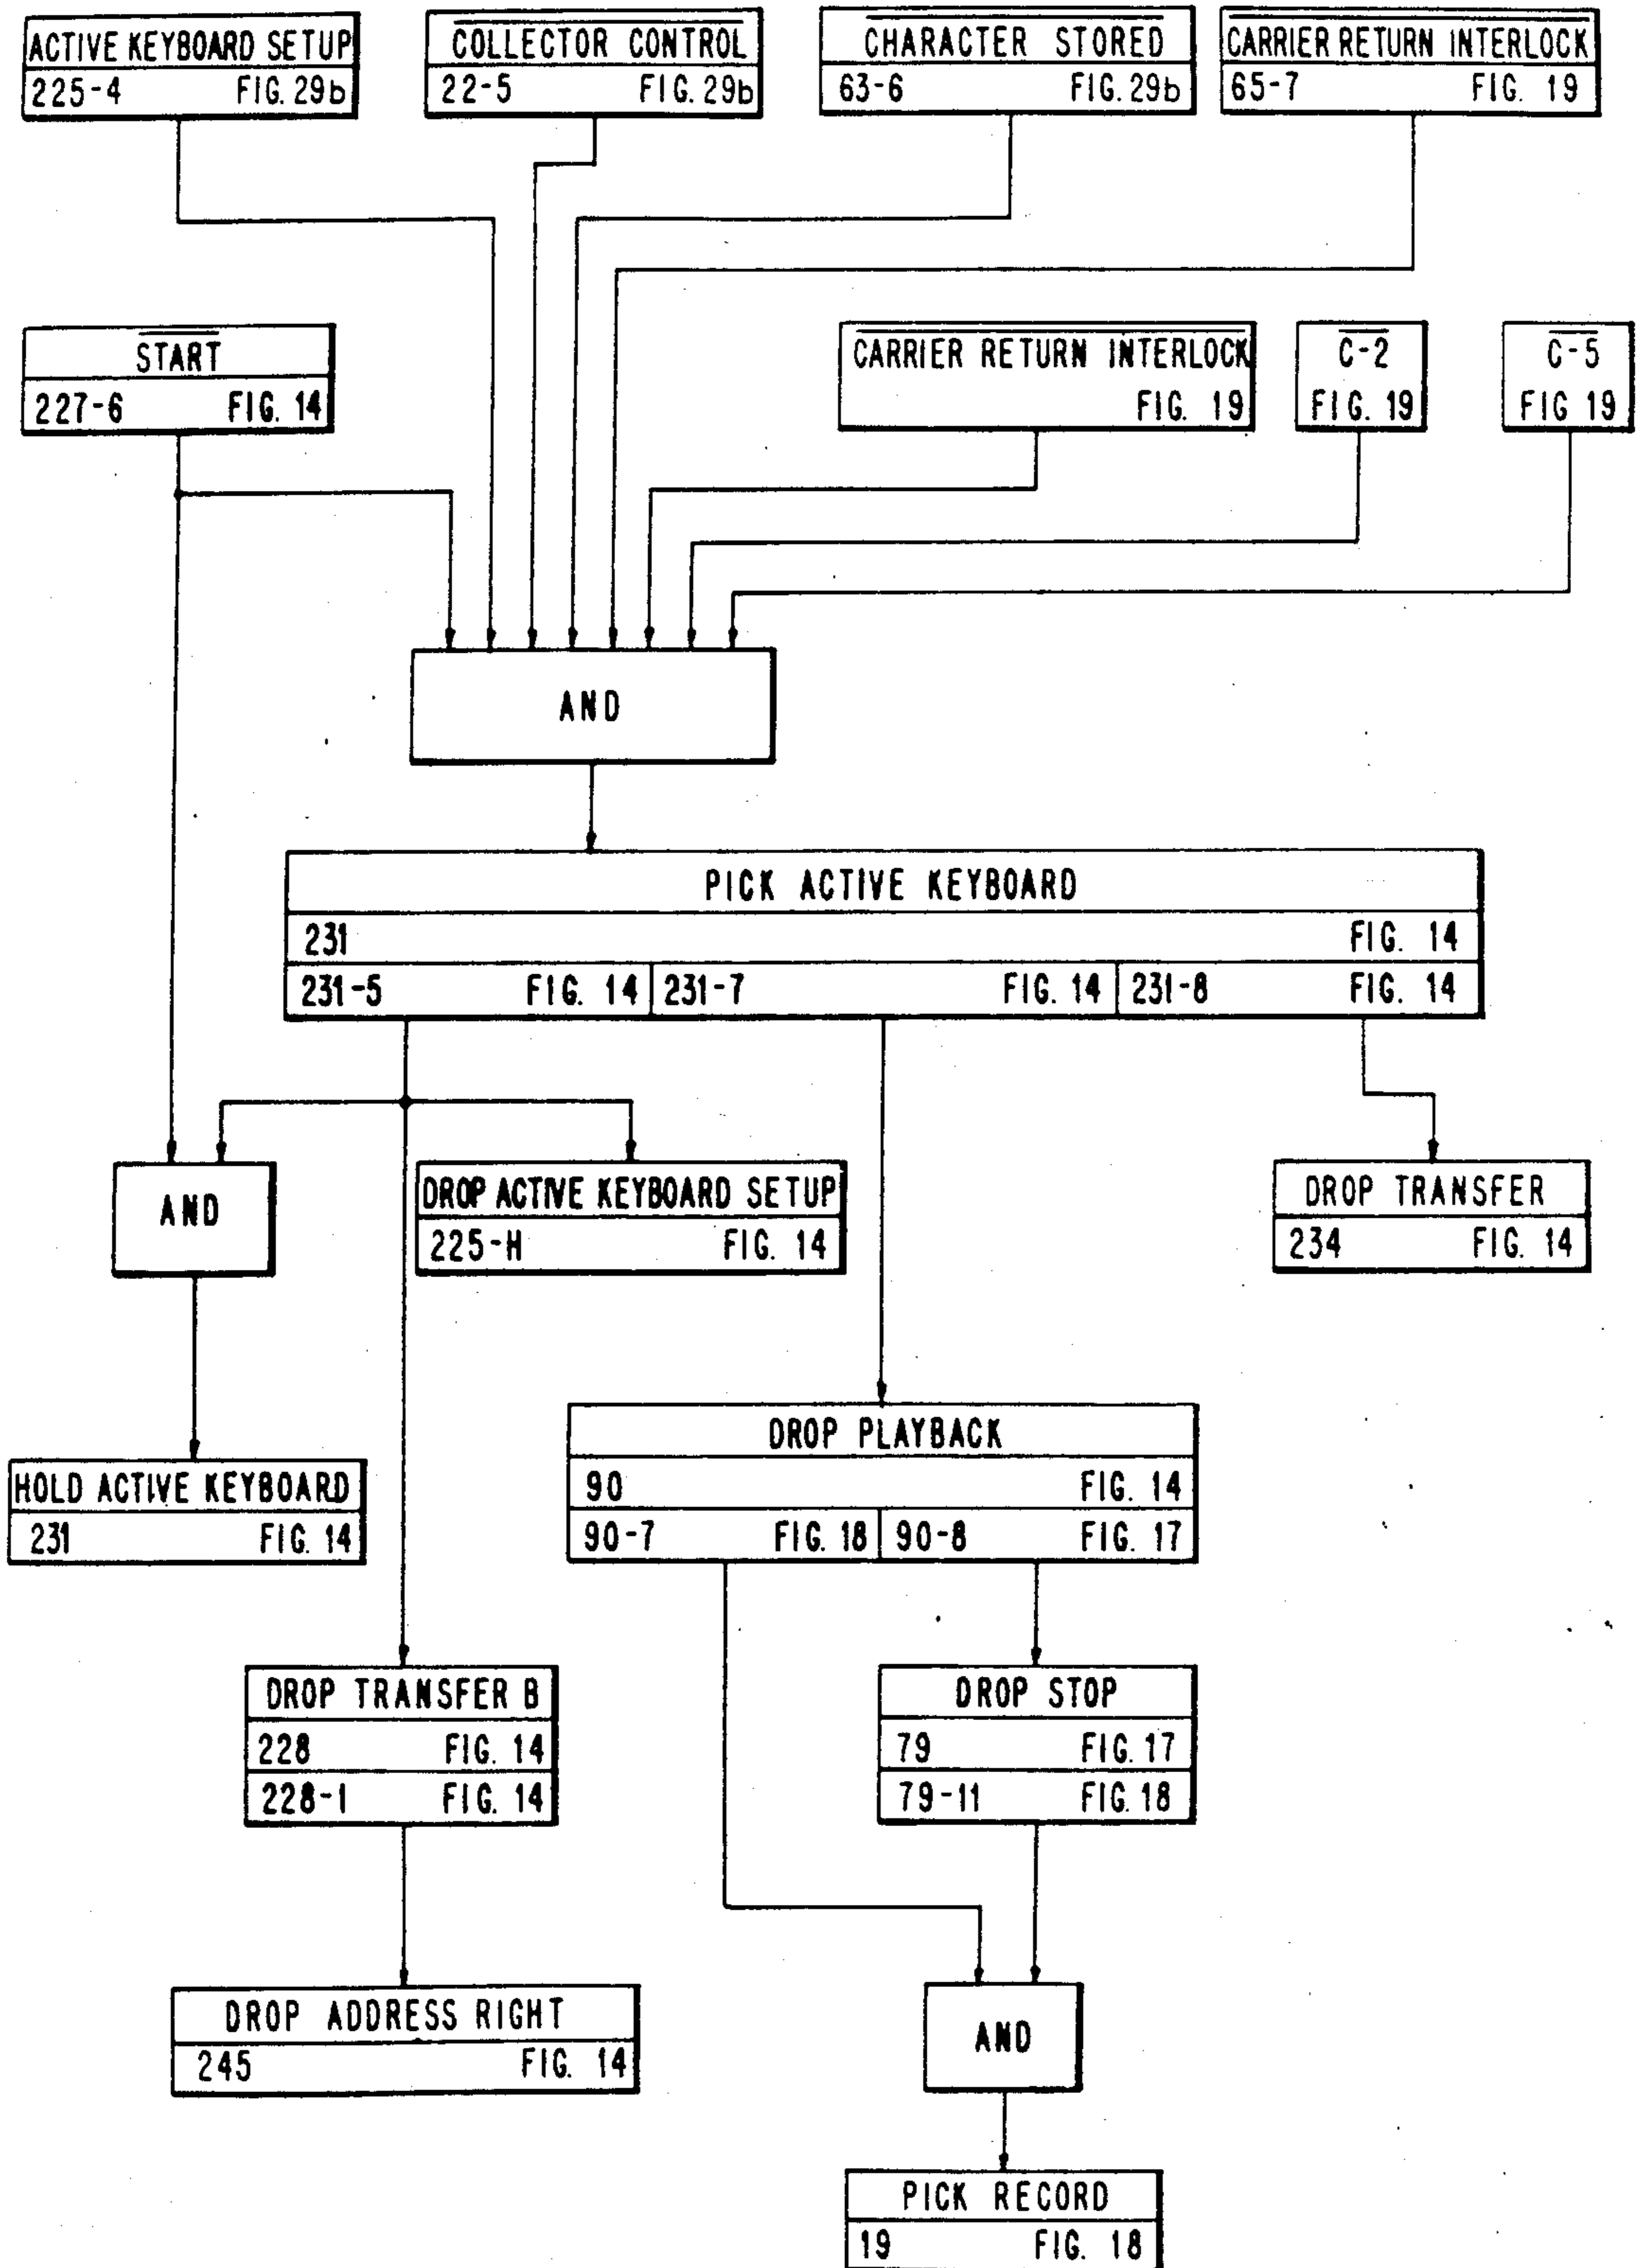 ACTIVE KEYBOARD SETUP
225-4 FIG. 29b
COLLECTOR CONTROL
22-5 FIG. 29b
CHARACTER STORED
63-6 FIG. 29b
CARRIER RETURN INTERLOCK
65-7 FIG. 19
START
227-6 FIG. 14
CARRIER RETURN INTERLOCK
FIG. 19
C-2
FIG. 19
C-5
FIG 19
AND
PICK ACTIVE KEYBOARD
231 FIG. 14
231-5 FIG. 14 231-7 FIG. 14 231-8 FIG. 14
AND
DROP ACTIVE KEYBOARD SETUP
225-H FIG. 14
DROP TRANSFER
234 FIG. 14
HOLD ACTIVE KEYBOARD
231 FIG. 14
DROP PLAYBACK
90 FIG. 14
90-7 FIG. 18 90-8 FIG. 17
DROP TRANSFER B
228 FIG. 14
228-1 FIG. 14
DROP STOP
79 FIG. 17
79-11 FIG. 18
DROP ADDRESS RIGHT
245 FIG. 14
AND
PICK RECORD
19 FIG. 18